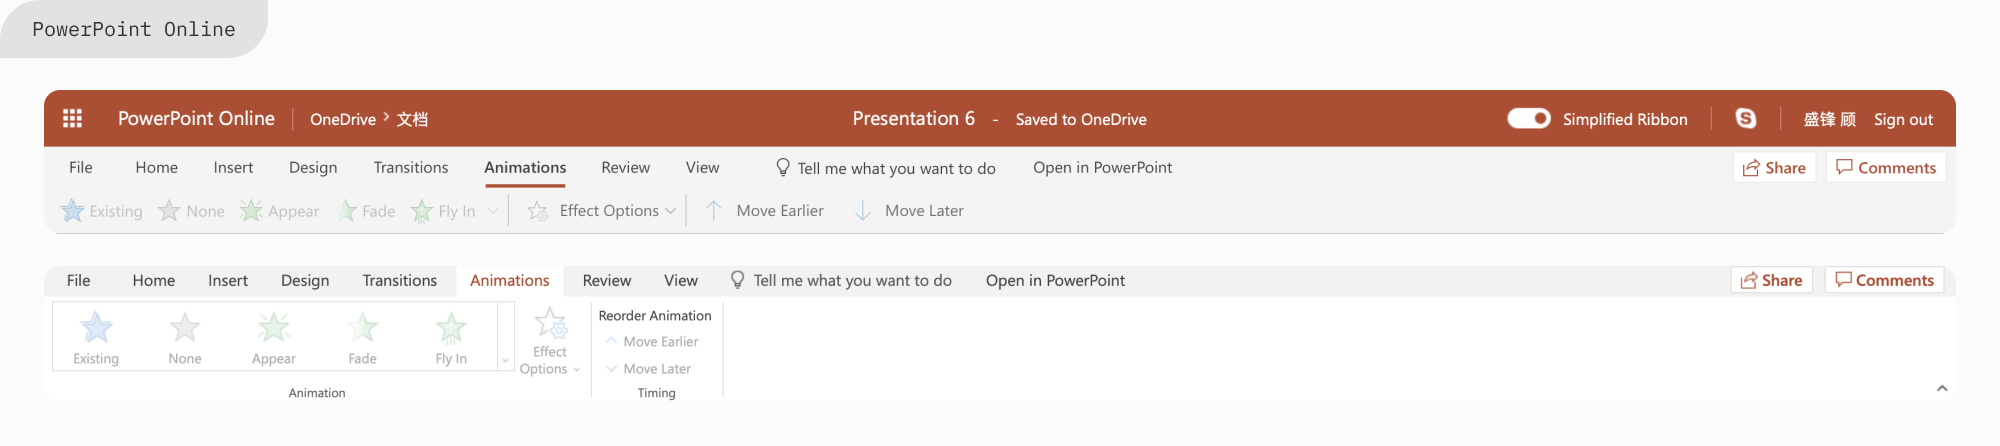 PowerPoint Online
PowerPoint Online OneDrive > 文档 Presentation 6 - Saved to OneDrive Simplified Ribbon 盛锋 顾 Sign out
File Home Insert Design Transitions Animations Review View Tell me what you want to do Open in PowerPoint Share Comments
Existing None Appear Fade Fly In Effect Options Move Earlier Move Later
File Home Insert Design Transitions Animations Review View Tell me what you want to do Open in PowerPoint Share Comments
Existing None Appear Fade Fly In
Effect
Options
Animation
Reorder Animation
Move Earlier
Move Later
Timing